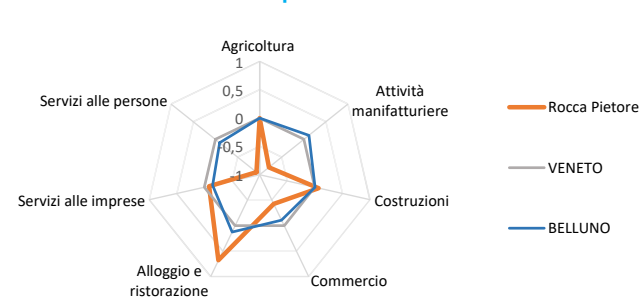 Agricoltura
1
0,5
0
-0,5
-1
Attività
manifatturiere
Costruzioni
Commercio
Alloggio e
ristorazione
Servizi alle imprese
Servizi alle persone
Rocca Pietore
VENETO
BELLUNO